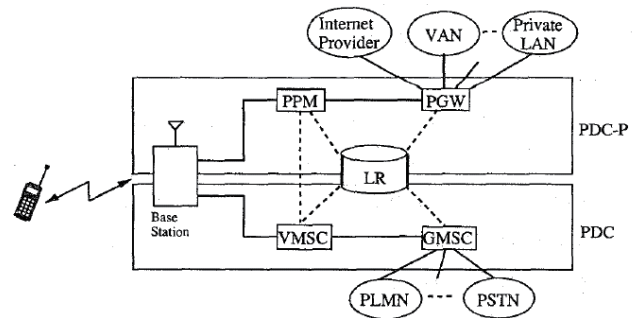 Internet
Provider
VAN
Private
LAN
PPM
PGW
PDC-P
LR
Base
Station
VMSC
GMSC
PDC
PLMN
PSTN